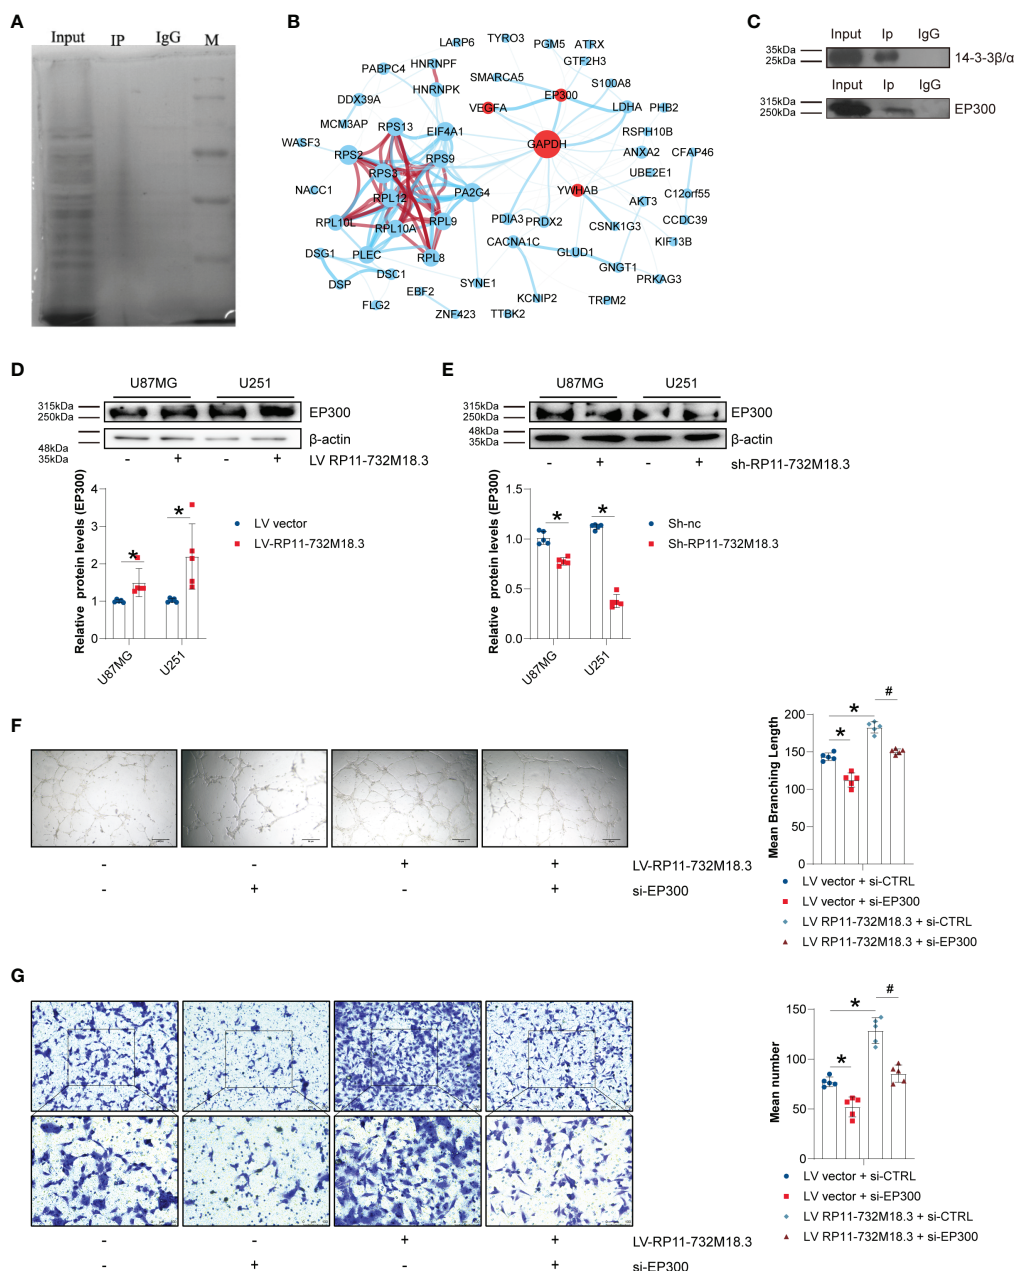 A
Input IP IgG M
B
LARP6 TYRO3 PGM5 ATRX
GTF2H3
PABPC4 HNRNPF
SMARCA5 S100A8
HNRNPK EP300
DDX39A VEGFA LDHA PHB2
MCM3AP RPS13 EIF4A1 RSPH10B
WASF3 GAPDH
RPS2 RPS9 ANXA2 CFAP46
RPS3 UBE2E1
NACC1 RPL12 PA2G4 YWHAB C12orf55
AKT3
RPL10L RPL10A RPL9 PDIA3 PRDX2 CSNK1G3 CCDC39
CACNA1C KIF13B
DSG1 PLEC RPL8 GLUD1
DSC1 GNGT1
DSP SYNE1 PRKAG3
FLG2 EBF2 KCNIP2 TRPM2
ZNF423 TTBK2
C
Input Ip IgG
35kDa
25kDa
14-3-3β/α
Input Ip IgG
315kDa
250kDa
EP300
D
U87MG U251
315kDa
250kDa
EP300
48kDa
35kDa
β-actin
- + - + LV RP11-732M18.3
Relative protein levels (EP300)
4
3
2
1
0
* *
U87MG U251
LV vector
LV-RP11-732M18.3
E
U87MG U251
315kDa
250kDa
EP300
48kDa
35kDa
β-actin
- + - + sh-RP11-732M18.3
Relative protein levels (EP300)
1.5
1.0
0.5
0.0
* *
U87MG U251
Sh-nc
Sh-RP11-732M18.3
F
- - + + LV-RP11-732M18.3
- + - + si-EP300
Mean Branching Length
200
150
100
50
0
* * #
LV vector + si-CTRL
LV vector + si-EP300
LV RP11-732M18.3 + si-CTRL
LV RP11-732M18.3 + si-EP300
G
- - + + LV-RP11-732M18.3
- + - + si-EP300
Mean number
150
100
50
0
* * #
LV vector + si-CTRL
LV vector + si-EP300
LV RP11-732M18.3 + si-CTRL
LV RP11-732M18.3 + si-EP300